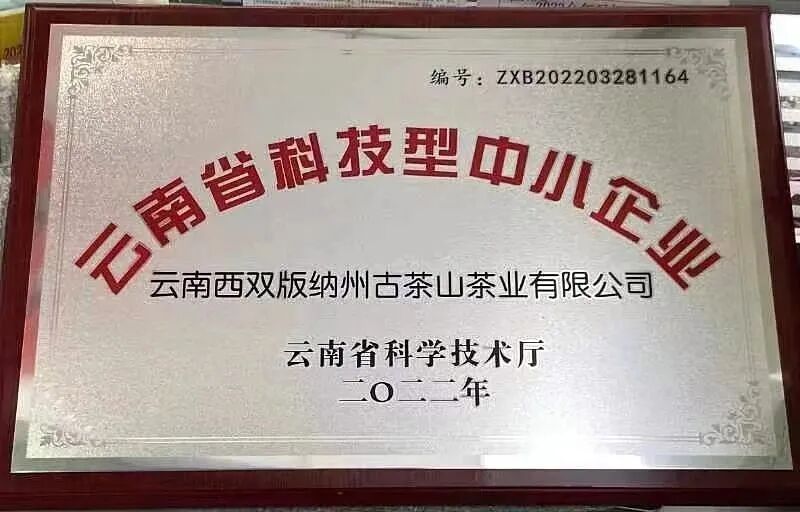 编号：ZXB202203281164
云南省科技型中小企业
云南西双版纳州古茶山茶业有限公司
云南省科学技术厅
二〇二二年